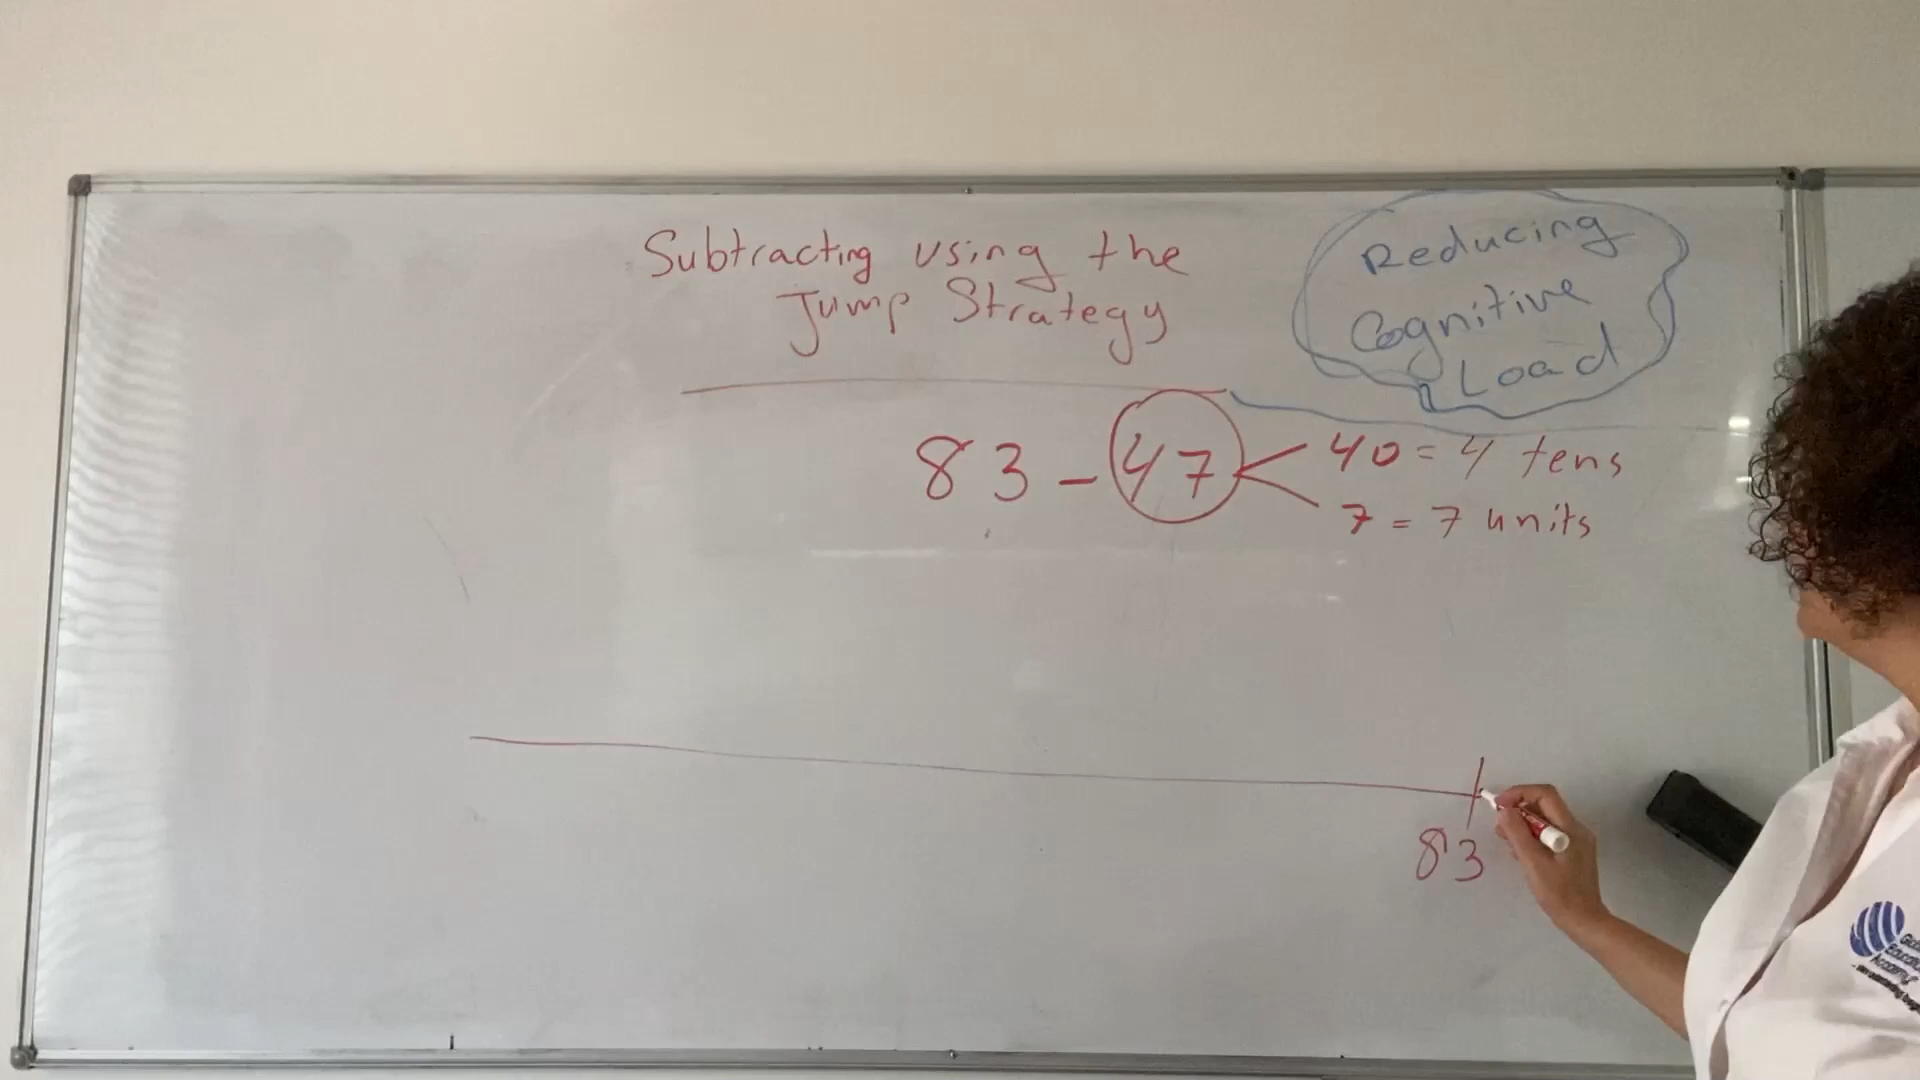 Subtracting using the
Jump Strategy
Reducing
Cognitive
Load
83 - 47
40 = 4 tens
7 = 7 units
83